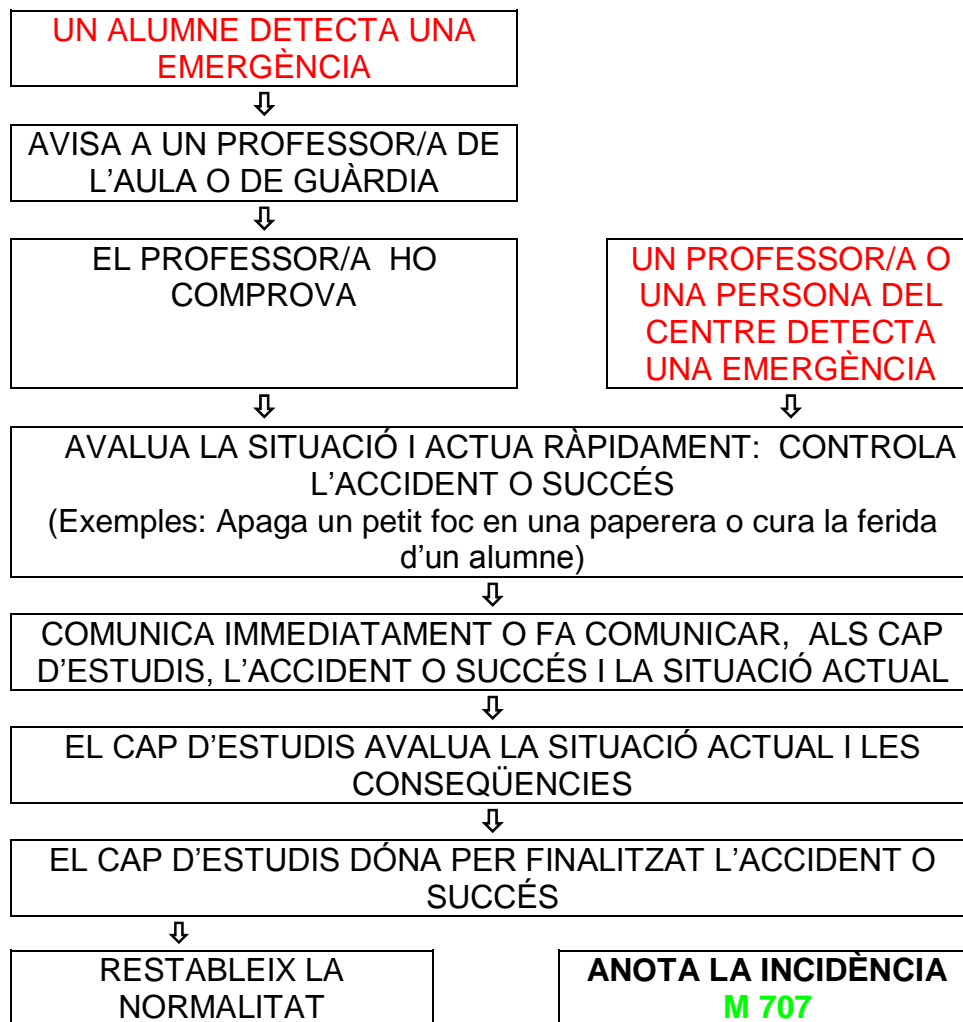 UN ALUMNE DETECTA UNA
EMERGÈNCIA
AVISA A UN PROFESSOR/A DE
L'AULA O DE GUÀRDIA
EL PROFESSOR/A HO
COMPROVA
UN PROFESSOR/A O
UNA PERSONA DEL
CENTRE DETECTA
UNA EMERGÈNCIA
AVALUA LA SITUACIÓ I ACTUA RÀPIDAMENT: CONTROLA
L'ACCIDENT O SUCCÉS
(Exemples: Apaga un petit foc en una paperera o cura la ferida
d'un alumne)
COMUNICA IMMEDIATAMENT O FA COMUNICAR, ALS CAP
D'ESTUDIS, L'ACCIDENT O SUCCÉS I LA SITUACIÓ ACTUAL
EL CAP D'ESTUDIS AVALUA LA SITUACIÓ ACTUAL I LES
CONSEQÜENCIES
EL CAP D'ESTUDIS DÓNA PER FINALITZAT L'ACCIDENT O
SUCCÉS
RESTABLEIX LA
NORMALITAT
ANOTA LA INCIDÈNCIA
M 707